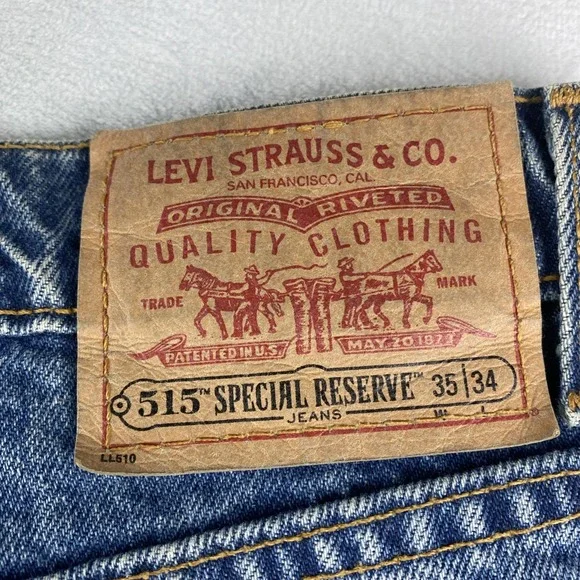 LEVI STRAUSS & CO.
SAN FRANCISCO, CAL.
ORIGINAL RIVETED
QUALITY CLOTHING
TRADE MARK
PATENTED IN U.S. MAY 20 1873
515™ SPECIAL RESERVE™ 35|34
JEANS W L
LL510